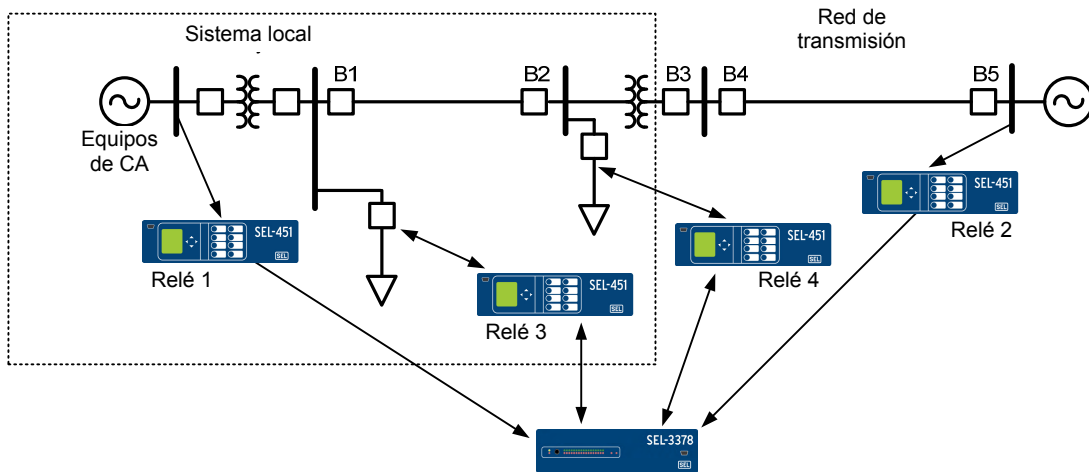 Sistema local
Red de
transmisión
B1
B2
B3
B4
B5
Equipos
de CA
SEL-451
SEL
Relé 1
SEL-451
SEL
Relé 3
SEL-451
SEL
Relé 4
SEL-451
SEL
Relé 2
SEL-3378
SEL